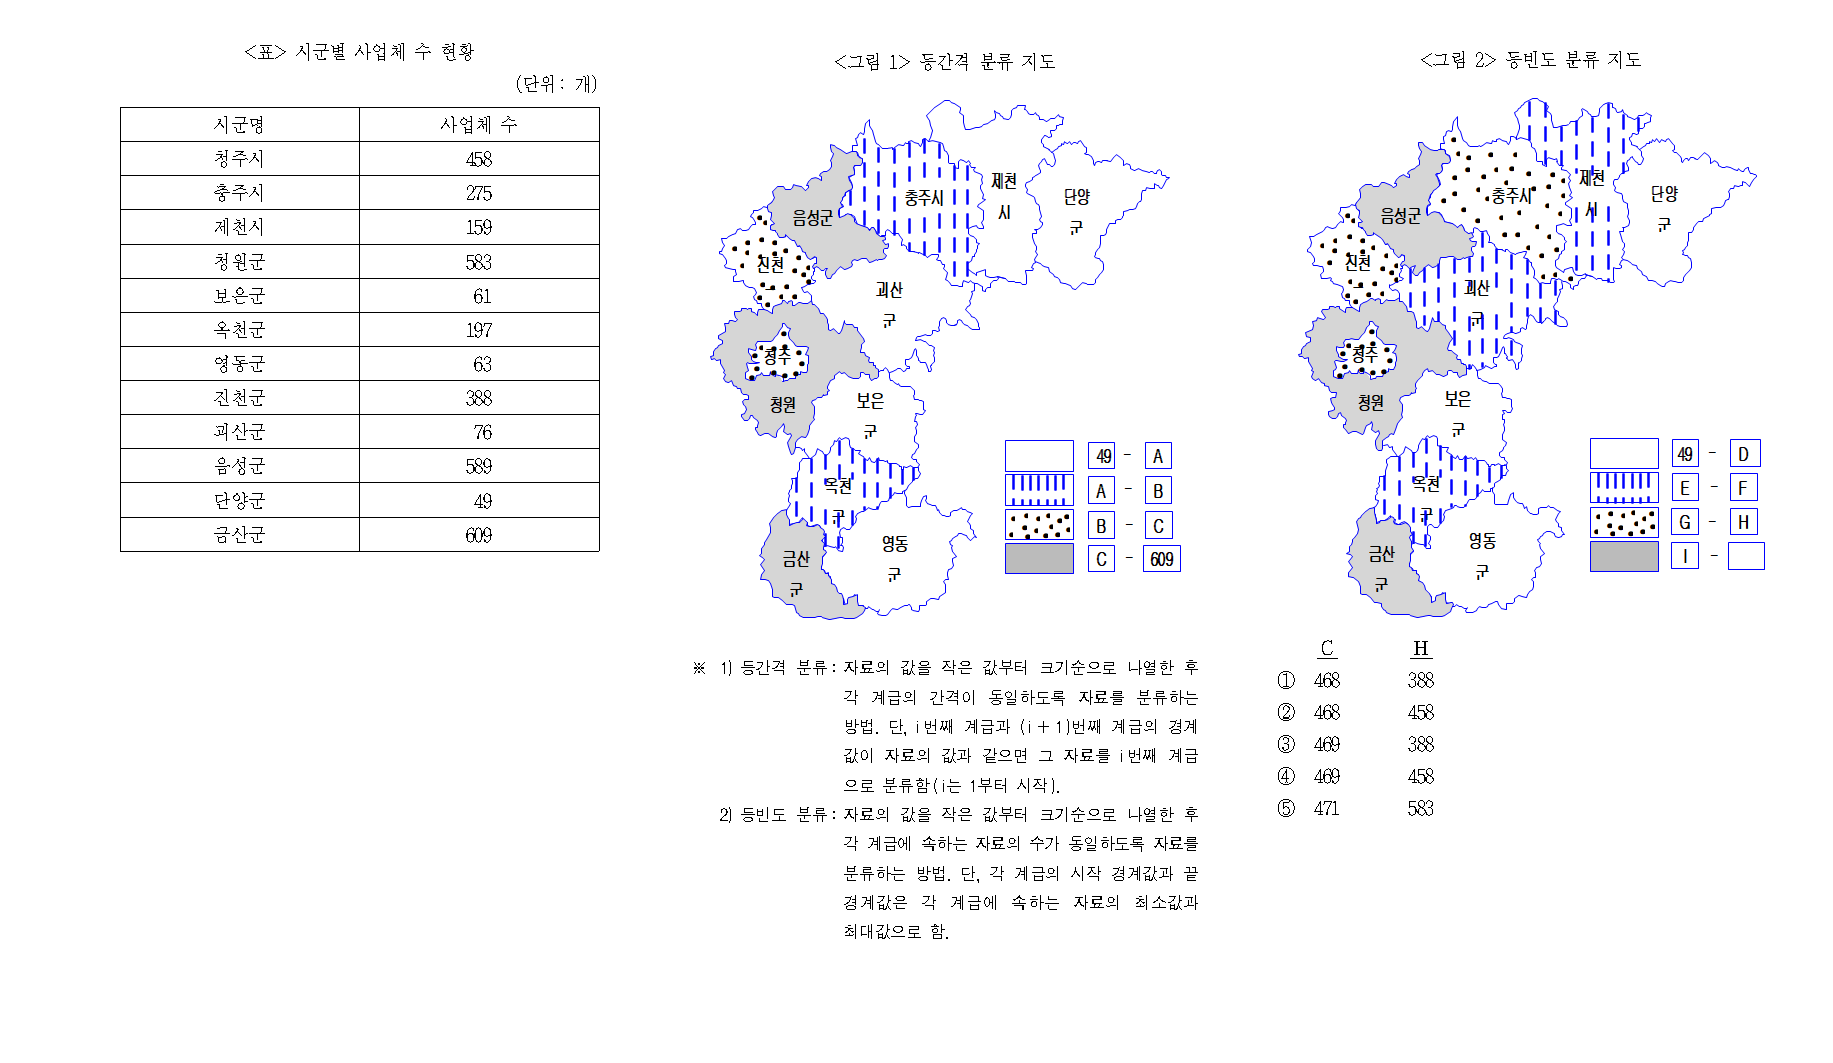 <표> 시군별 사업체 수 현황
(단위: 개)
시군명 사업체 수
청주시 458
충주시 275
제천시 159
청원군 583
보은군 61
옥천군 197
영동군 63
진천군 388
괴산군 76
음성군 589
단양군 49
금산군 609
<그림 1> 등간격 분류 지도
제천
시
단양
군
충주시
음성군
진천
괴산
군
청주
청원
보은
군
옥천
군
영동
군
금산
군
49 - A
A - B
B - C
C - 609
<그림 2> 등빈도 분류 지도
제천
시
단양
군
충주시
음성군
진천
괴산
군
청주
청원
보은
군
옥천
군
영동
군
금산
군
49 - D
E - F
G - H
I -
※ 1) 등간격 분류: 자료의 값을 작은 값부터 크기순으로 나열한 후
각 계급의 간격이 동일하도록 자료를 분류하는
방법. 단, i번째 계급과 (i+1)번째 계급의 경계
값이 자료의 값과 같으면 그 자료를 i번째 계급
으로 분류함(i는 1부터 시작).
2) 등빈도 분류: 자료의 값을 작은 값부터 크기순으로 나열한 후
각 계급에 속하는 자료의 수가 동일하도록 자료를
분류하는 방법. 단, 각 계급의 시작 경계값과 끝
경계값은 각 계급에 속하는 자료의 최소값과
최대값으로 함.
C H
① 468 388
② 468 458
③ 469 388
④ 469 458
⑤ 471 583